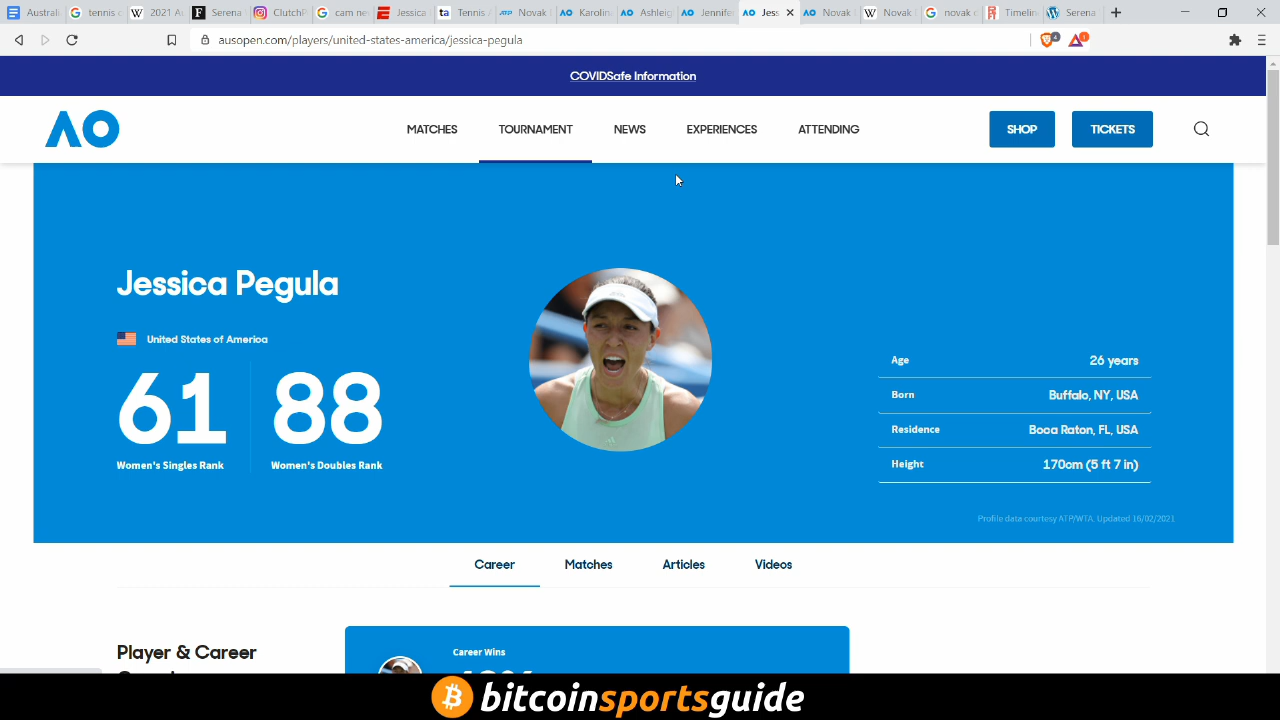 Australi
tennis c
2021 Au
Serena
ClutchP
cam ne
Jessica
Tennis A
Novak
Karolin
Ashleig
Jennifer
Jess
Novak
Novak
novak
Timelin
Serena
ausopen.com/players/united-states-america/jessica-pegula
COVIDSafe Information
AO
MATCHES TOURNAMENT NEWS EXPERIENCES ATTENDING SHOP TICKETS
Jessica Pegula
United States of America
61 88
Women's Singles Rank Women's Doubles Rank
Age 26 years
Born Buffalo, NY, USA
Residence Boca Raton, FL, USA
Height 170cm (5 ft 7 in)
Profile data courtesy ATP/WTA. Updated 16/02/2021
Career Matches Articles Videos
Player & Career
Career Wins
bitcoinsportsguide